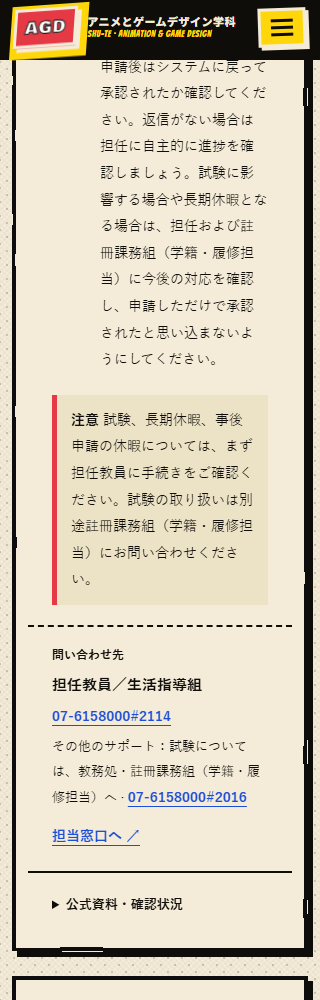 AGD
アニメとゲームデザイン学科
SHU-TE・ANIMATION & GAME DESIGN
申請後はシステムに戻って
承認されたか確認してくだ
さい。返信がない場合は
担任に自主的に進捗を確
認しましょう。試験に影
響する場合や長期休暇とな
る場合は、担任および註
冊課務組（学籍・履修担
当）に今後の対応を確認
し、申請しただけで承認
されたと思い込まないよ
うにしてください。
注意 試験、長期休暇、事後
申請の休暇については、まず
担任教員に手続きをご確認く
ださい。試験の取り扱いは別
途註冊課務組（学籍・履修担
当）にお問い合わせくださ
い。
問い合わせ先
担任教員／生活指導組
07-6158000#2114
その他のサポート：試験について
は、教務処・註冊課務組（学籍・履
修担当）へ · 07-6158000#2016
担当窓口へ ／
▶ 公式資料・確認状況